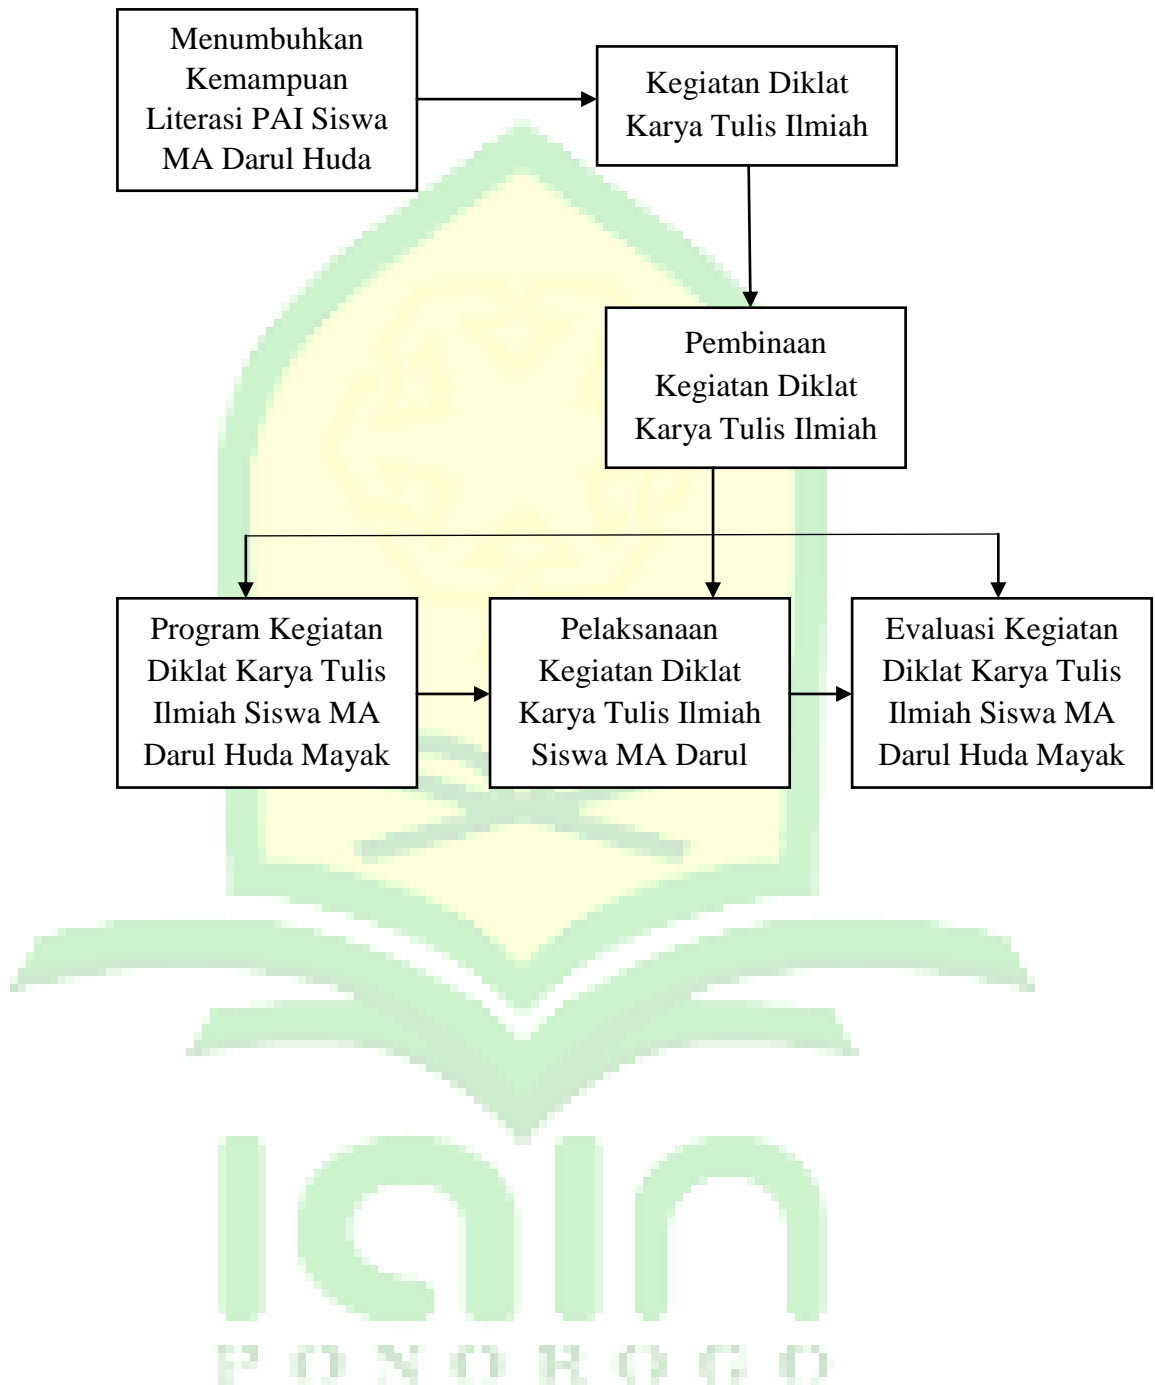 Menumbuhkan
Kemampuan
Literasi PAI Siswa
MA Darul Huda
Kegiatan Diklat
Karya Tulis Ilmiah
Pembinaan
Kegiatan Diklat
Karya Tulis Ilmiah
Program Kegiatan
Diklat Karya Tulis
Ilmiah Siswa MA
Darul Huda Mayak
Pelaksanaan
Kegiatan Diklat
Karya Tulis Ilmiah
Siswa MA Darul
Evaluasi Kegiatan
Diklat Karya Tulis
Ilmiah Siswa MA
Darul Huda Mayak
iain
PONOROGO